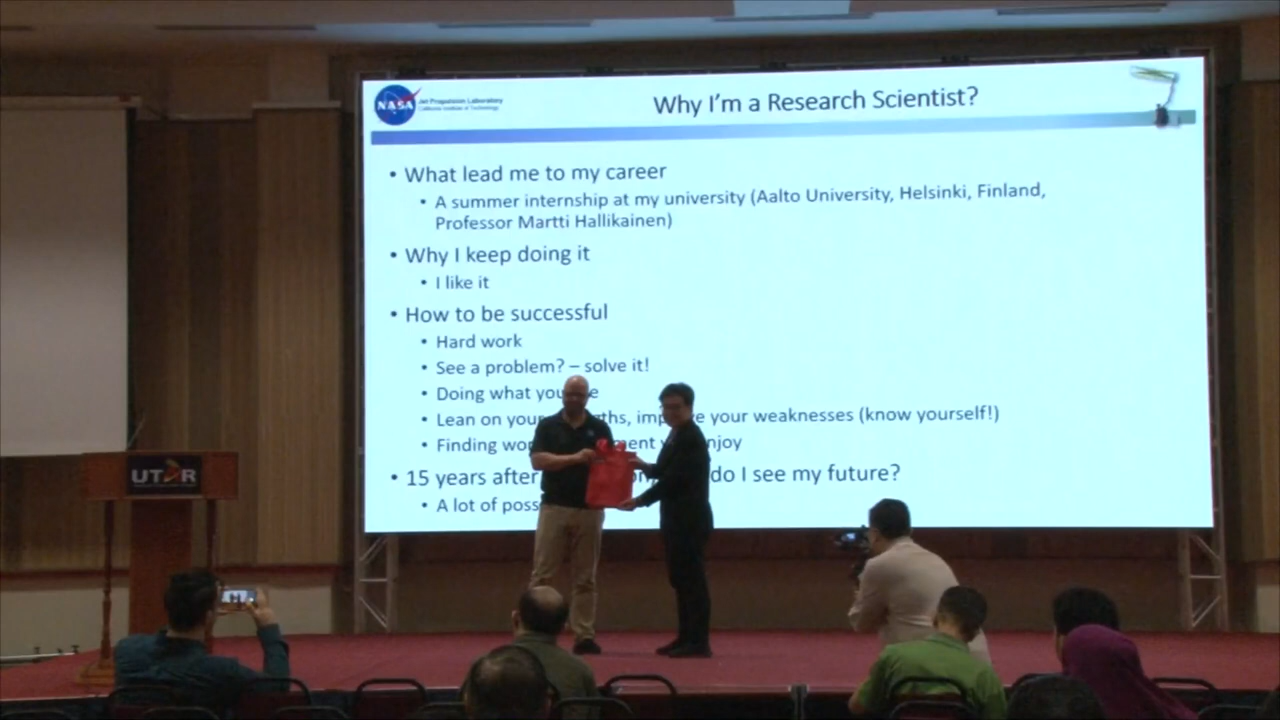 NASA
Jet Propulsion Laboratory
California Institute of Technology
Why I'm a Research Scientist?
• What lead me to my career
• A summer internship at my university (Aalto University, Helsinki, Finland,
Professor Martti Hallikainen)
• Why I keep doing it
• I like it
• How to be successful
• Hard work
• See a problem? – solve it!
• Doing what you
• Lean on your your weaknesses (know yourself!)
• Finding enjoy
• 15 years after do I see my future?
• A lot of
UTAR